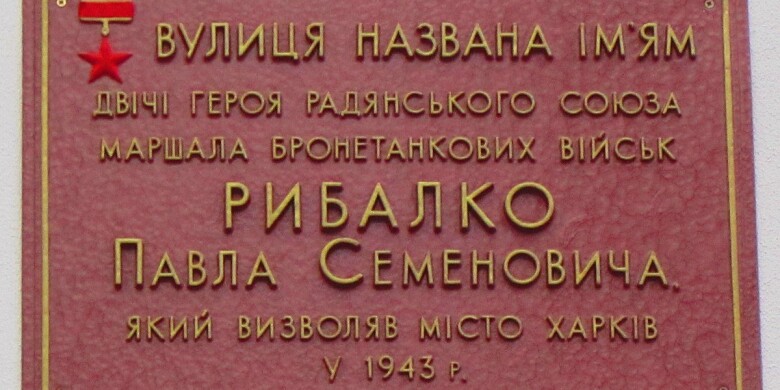 ВУЛИЦЯ НАЗВАНА ІМ'ЯМ
ДВІЧІ ГЕРОЯ РАДЯНСЬКОГО СОЮЗА
МАРШАЛА БРОНЕТАНКОВИХ ВІЙСЬК
РИБАЛКО
ПАВЛА СЕМЕНОВИЧА,
ЯКИЙ ВИЗВОЛЯВ МІСТО ХАРКІВ
У 1943 Р.